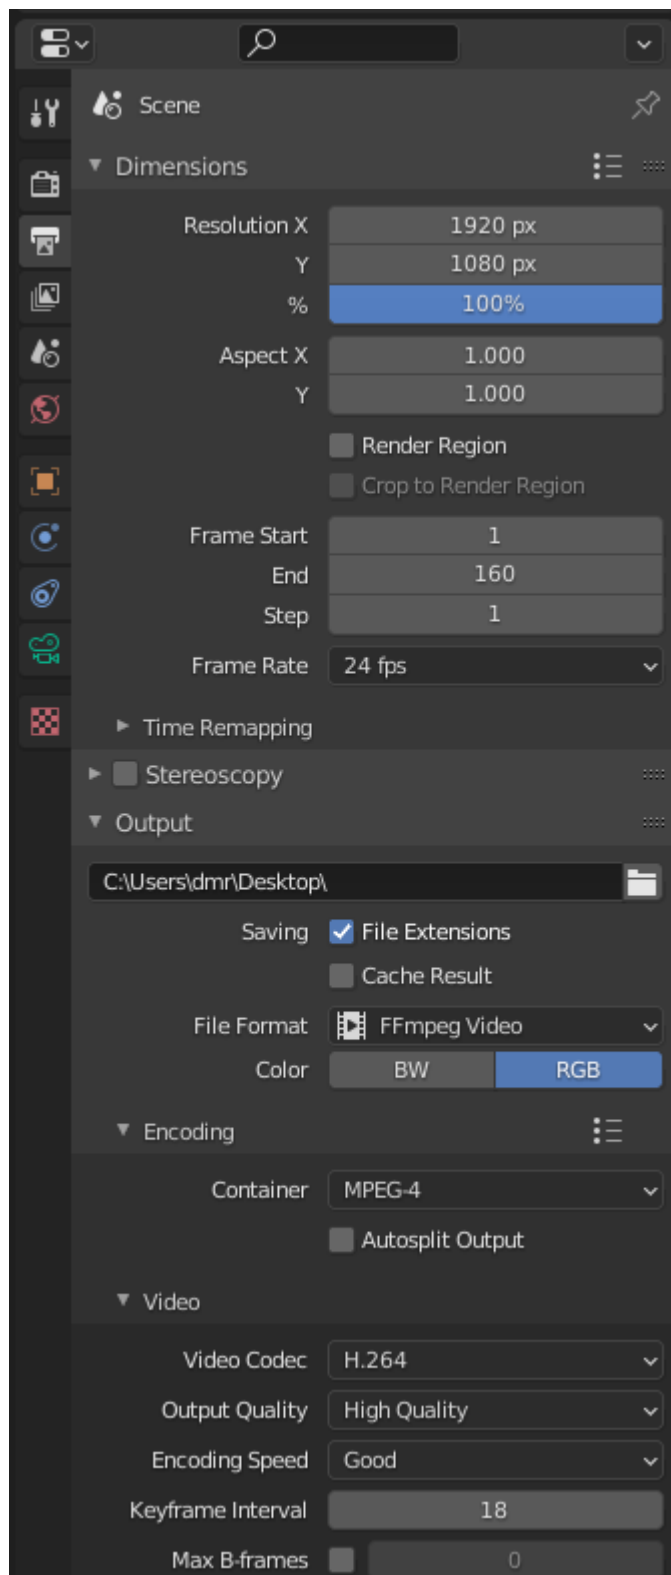 Scene
Dimensions
Resolution X 1920 px
Y 1080 px
% 100%
Aspect X 1.000
Y 1.000
Render Region
Crop to Render Region
Frame Start 1
End 160
Step 1
Frame Rate 24 fps
Time Remapping
Stereoscopy
Output
C:\Users\dmr\Desktop\
Saving File Extensions
Cache Result
File Format FFmpeg Video
Color BW RGB
Encoding
Container MPEG-4
Autosplit Output
Video
Video Codec H.264
Output Quality High Quality
Encoding Speed Good
Keyframe Interval 18
Max B-frames 0